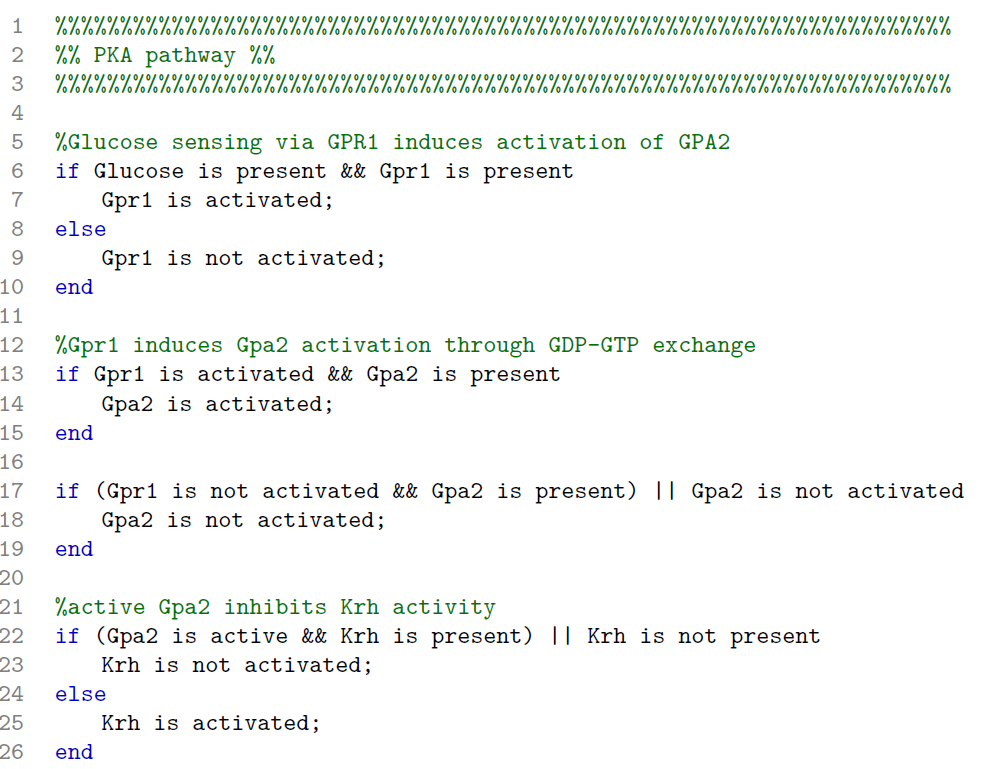 1 %%%%%%%%%%%%%%%%%%%%%%%%%%%%%%%%%%%%%%%%%%%%%%%%%%%%%%%%%%%%%%%%%%%%%
2 %% PKA pathway %%
3 %%%%%%%%%%%%%%%%%%%%%%%%%%%%%%%%%%%%%%%%%%%%%%%%%%%%%%%%%%%%%%%%%%%%%
4
5 %Glucose sensing via GPR1 induces activation of GPA2
6 if Glucose is present && Gpr1 is present
7 Gpr1 is activated;
8 else
9 Gpr1 is not activated;
10 end
11
12 %Gpr1 induces Gpa2 activation through GDP-GTP exchange
13 if Gpr1 is activated && Gpa2 is present
14 Gpa2 is activated;
15 end
16
17 if (Gpr1 is not activated && Gpa2 is present) || Gpa2 is not activated
18 Gpa2 is not activated;
19 end
20
21 %active Gpa2 inhibits Krh activity
22 if (Gpa2 is active && Krh is present) || Krh is not present
23 Krh is not activated;
24 else
25 Krh is activated;
26 end